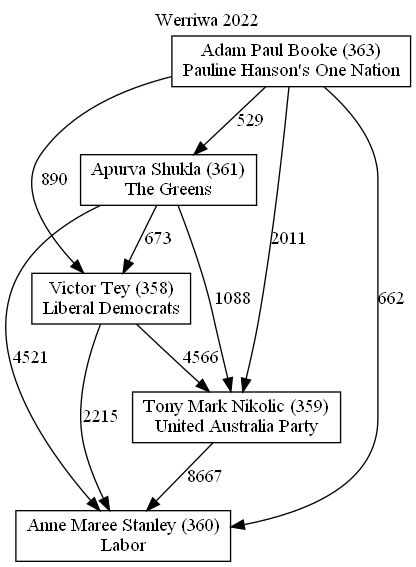 Werriwa 2022
Adam Paul Booke (363)
Pauline Hanson's One Nation
529
Apurva Shukla (361)
The Greens
890
673
2011
Victor Tey (358)
Liberal Democrats
1088
662
4521
4566
2215
Tony Mark Nikolic (359)
United Australia Party
8667
Anne Maree Stanley (360)
Labor